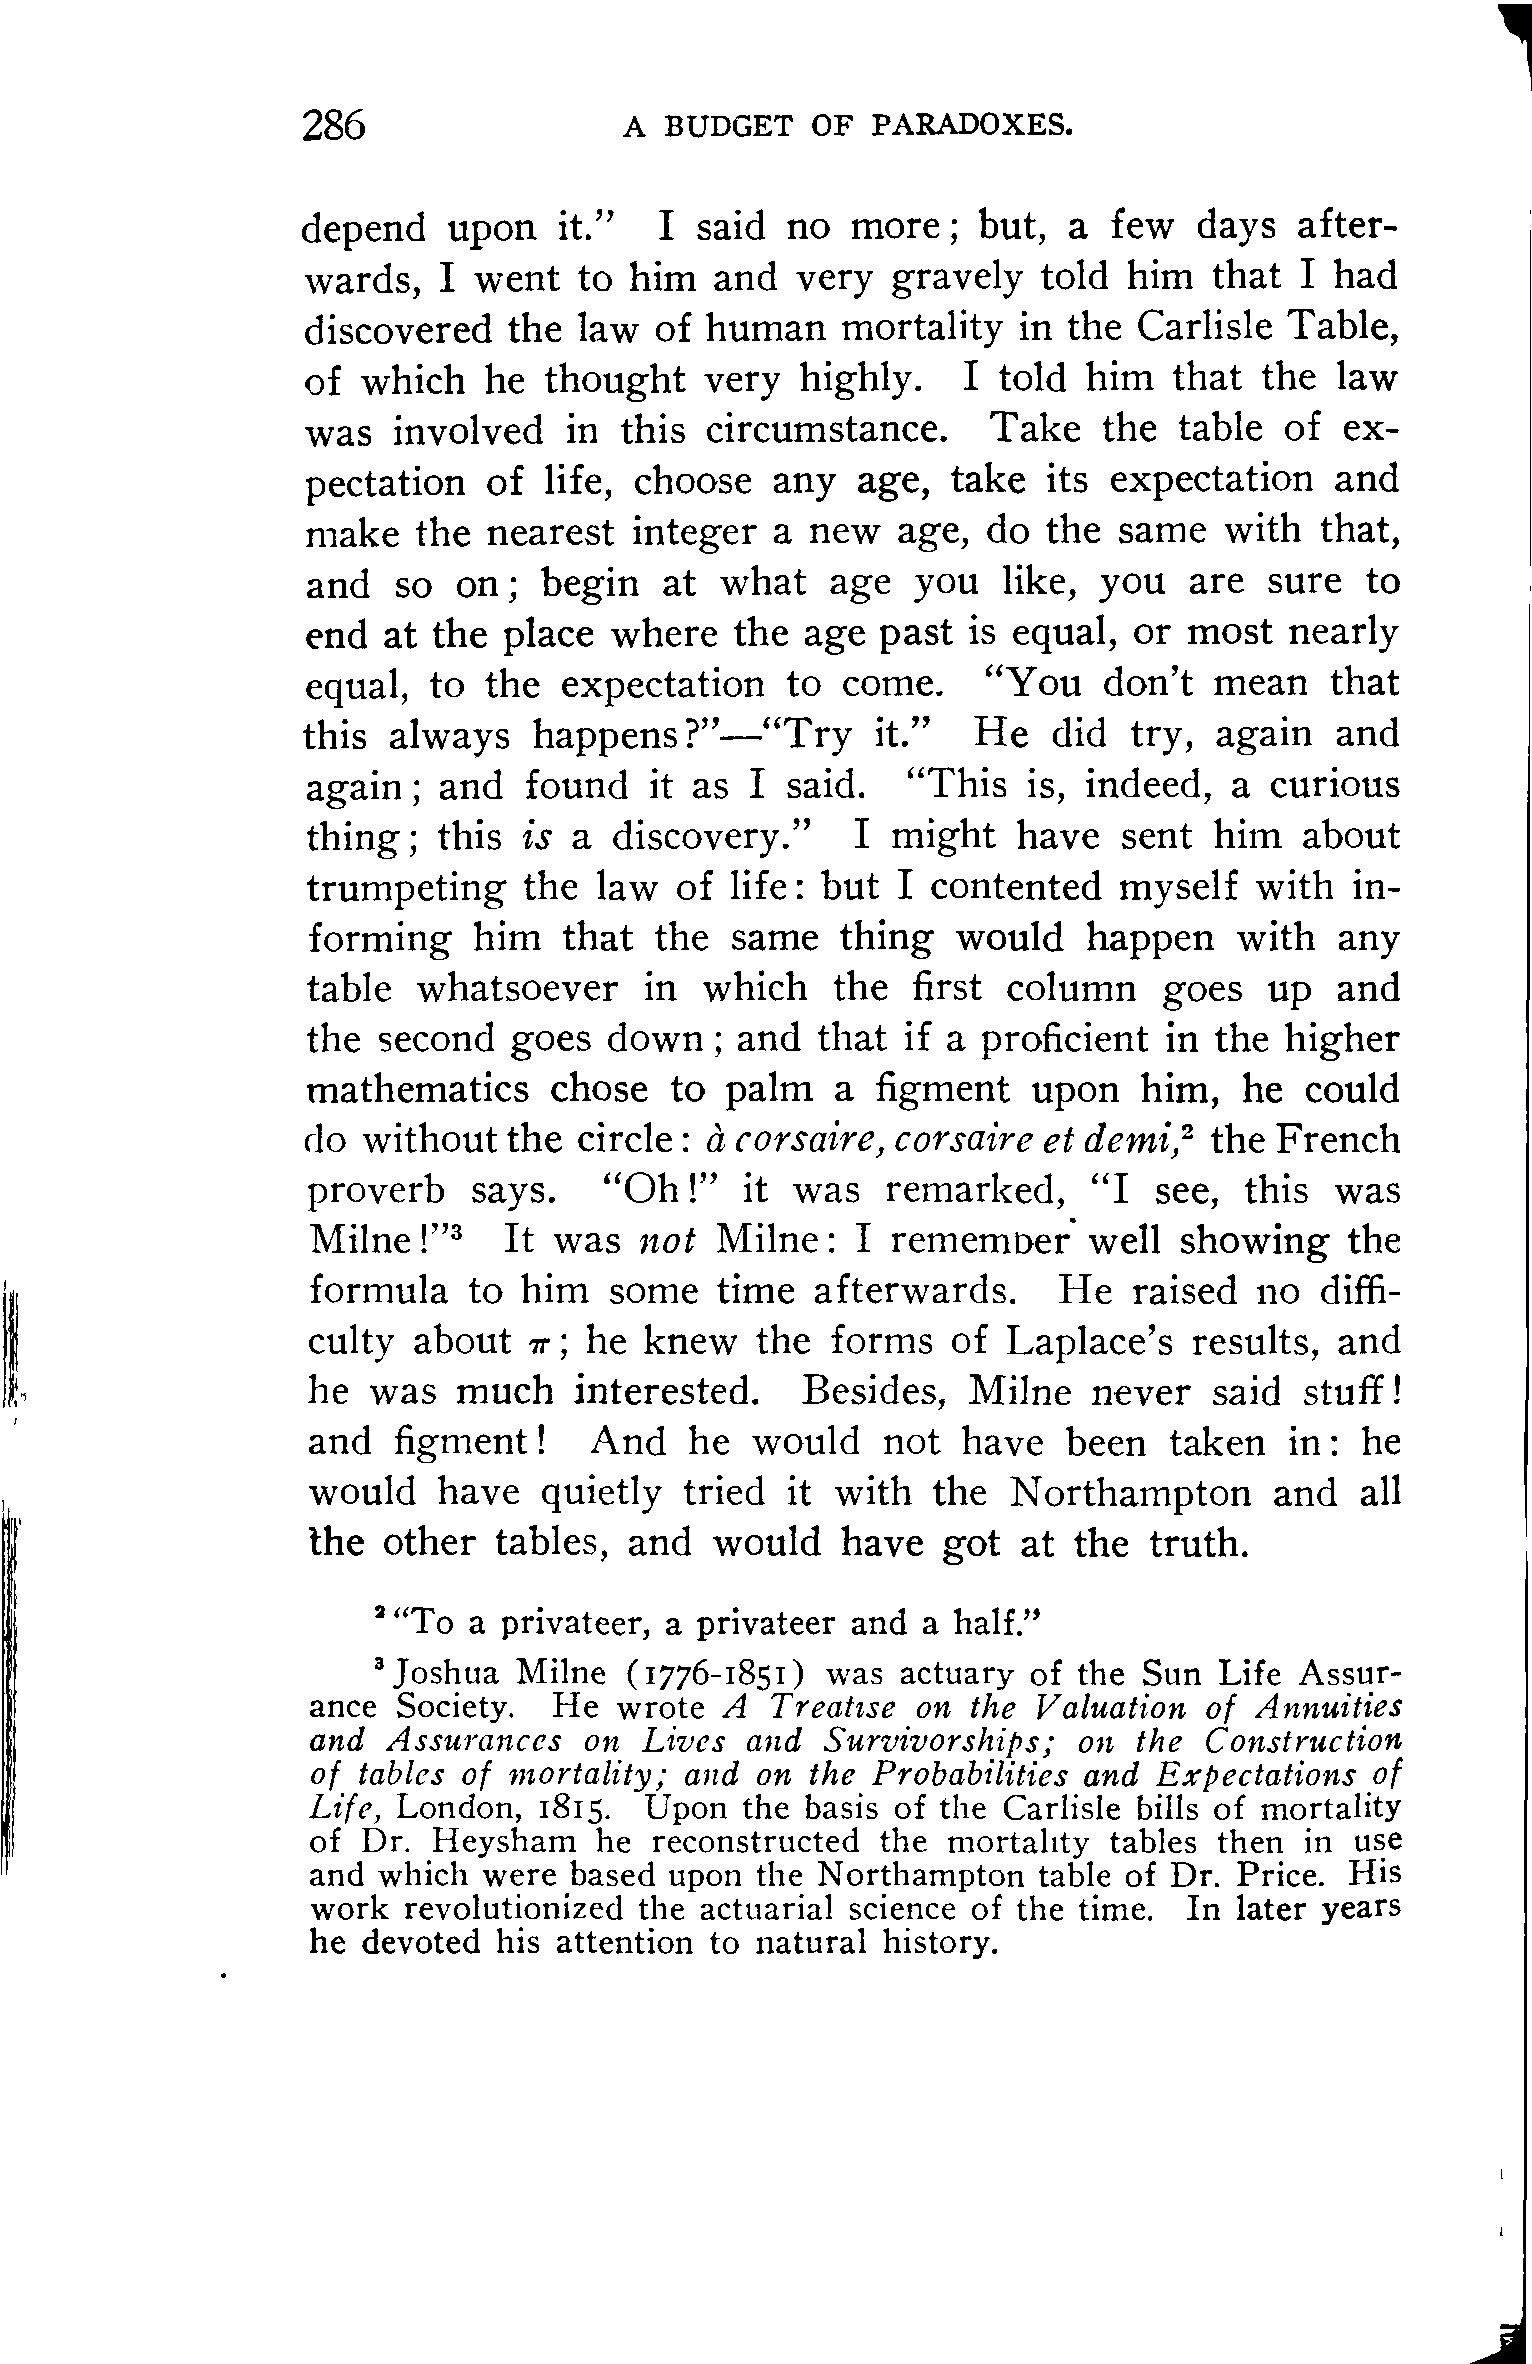 286 A BUDGET OF PARADOXES.
depend upon it." I said no more; but, a few days after-
wards, I went to him and very gravely told him that I had
discovered the law of human mortality in the Carlisle Table,
of which he thought very highly. I told him that the law
was involved in this circumstance. Take the table of ex-
pectation of life, choose any age, take its expectation and
make the nearest integer a new age, do the same with that,
and so on; begin at what age you like, you are sure to
end at the place where the age past is equal, or most nearly
equal, to the expectation to come. "You don't mean that
this always happens?"—"Try it." He did try, again and
again; and found it as I said. "This is, indeed, a curious
thing; this is a discovery." I might have sent him about
trumpeting the law of life: but I contented myself with in-
forming him that the same thing would happen with any
table whatsoever in which the first column goes up and
the second goes down; and that if a proficient in the higher
mathematics chose to palm a figment upon him, he could
do without the circle: à corsaire, corsaire et demi,² the French
proverb says. "Oh!" it was remarked, "I see, this was
Milne!"³ It was not Milne: I remember well showing the
formula to him some time afterwards. He raised no diffi-
culty about π; he knew the forms of Laplace's results, and
he was much interested. Besides, Milne never said stuff!
and figment! And he would not have been taken in: he
would have quietly tried it with the Northampton and all
the other tables, and would have got at the truth.
² "To a privateer, a privateer and a half."
³ Joshua Milne (1776-1851) was actuary of the Sun Life Assur-
ance Society. He wrote A Treatise on the Valuation of Annuities
and Assurances on Lives and Survivorships; on the Construction
of tables of mortality; and on the Probabilities and Expectations of
Life, London, 1815. Upon the basis of the Carlisle bills of mortality
of Dr. Heysham he reconstructed the mortality tables then in use
and which were based upon the Northampton table of Dr. Price. His
work revolutionized the actuarial science of the time. In later years
he devoted his attention to natural history.